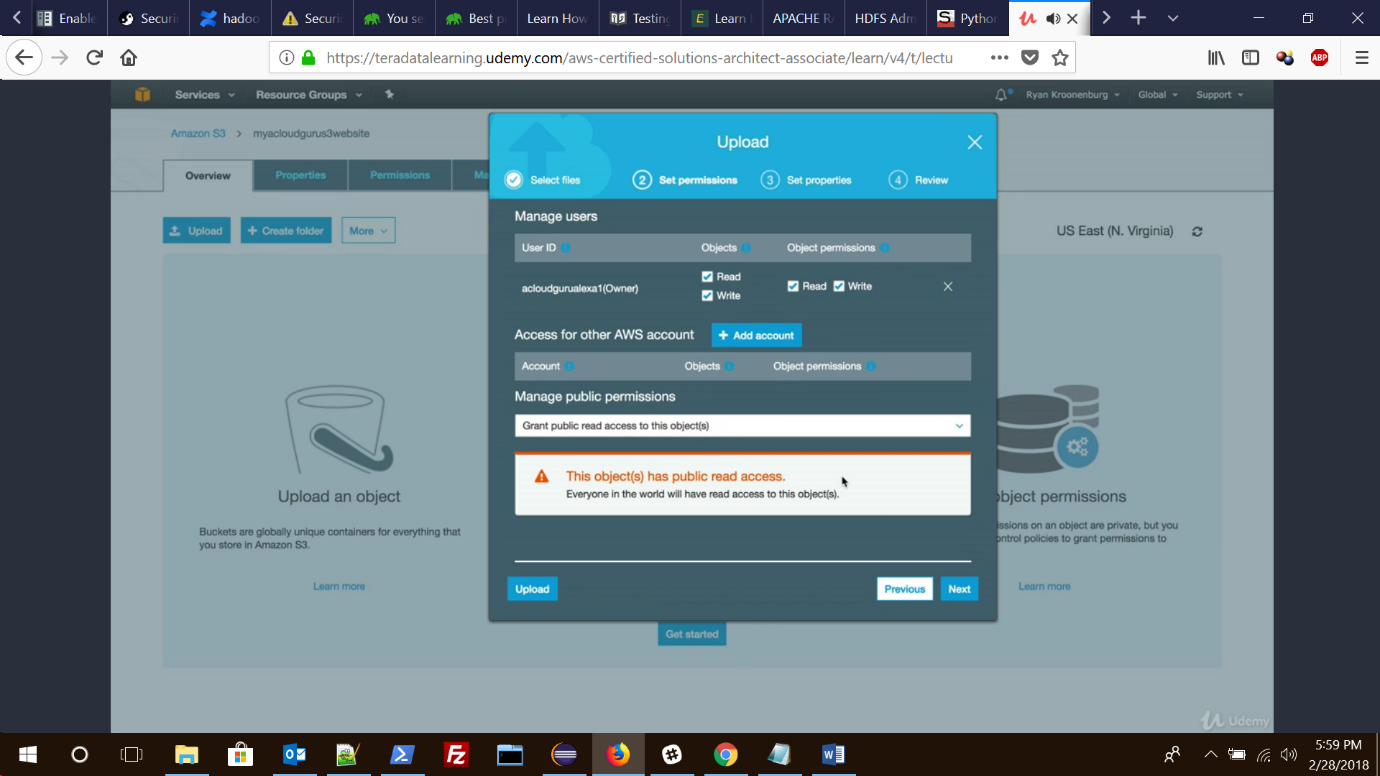 Enable
Securi
hadoo
Securi
You se
Best p
Learn How
Testing
Learn
APACHE RA
HDFS Adm
Python
https://teradatalearning.udemy.com/aws-certified-solutions-architect-associate/learn/v4/t/lectu
ABP
Services
Resource Groups
Ryan Kroonenburg
Global
Support
Amazon S3 > myacloudgurus3website
Overview
Properties
Permissions
Ma
Upload
Create folder
More
US East (N. Virginia)
Upload an object
Buckets are globally unique containers for everything that
you store in Amazon S3.
Learn more
Get started
object permissions
issions on an object are private, but you
ontrol policies to grant permissions to
Learn more
Upload
Select files
2 Set permissions
3 Set properties
4 Review
Manage users
User ID
Objects
Object permissions
acloudgurualexa1(Owner)
Read
Write
Read
Write
Access for other AWS account
Add account
Account
Objects
Object permissions
Manage public permissions
Grant public read access to this object(s)
This object(s) has public read access.
Everyone in the world will have read access to this object(s).
Upload
Previous
Next
Udemy
5:59 PM
2/28/2018